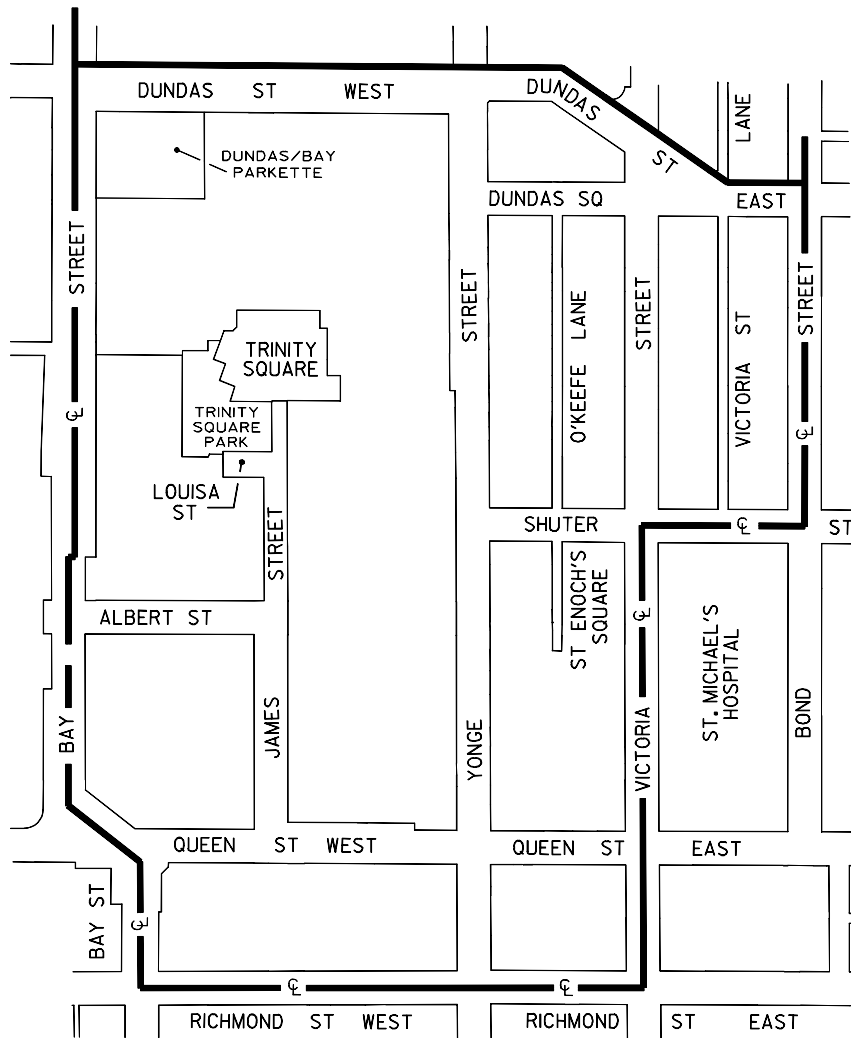 DUNDAS ST WEST
DUNDAS ST EAST
LANE
DUNDAS/BAY
PARKETTE
STREET
DUNDAS SQ
STREET
O'KEEFE LANE
STREET
VICTORIA ST
STREET
TRINITY
SQUARE
TRINITY
SQUARE
PARK
℄
℄
LOUISA
ST
STREET
SHUTER
℄
ST
ALBERT ST
ST ENOCH'S
SQUARE
℄
ST. MICHAEL'S
HOSPITAL
BAY
JAMES
YONGE
VICTORIA
BOND
QUEEN ST WEST
QUEEN ST EAST
BAY ST
℄
℄
℄
RICHMOND ST WEST
RICHMOND ST EAST